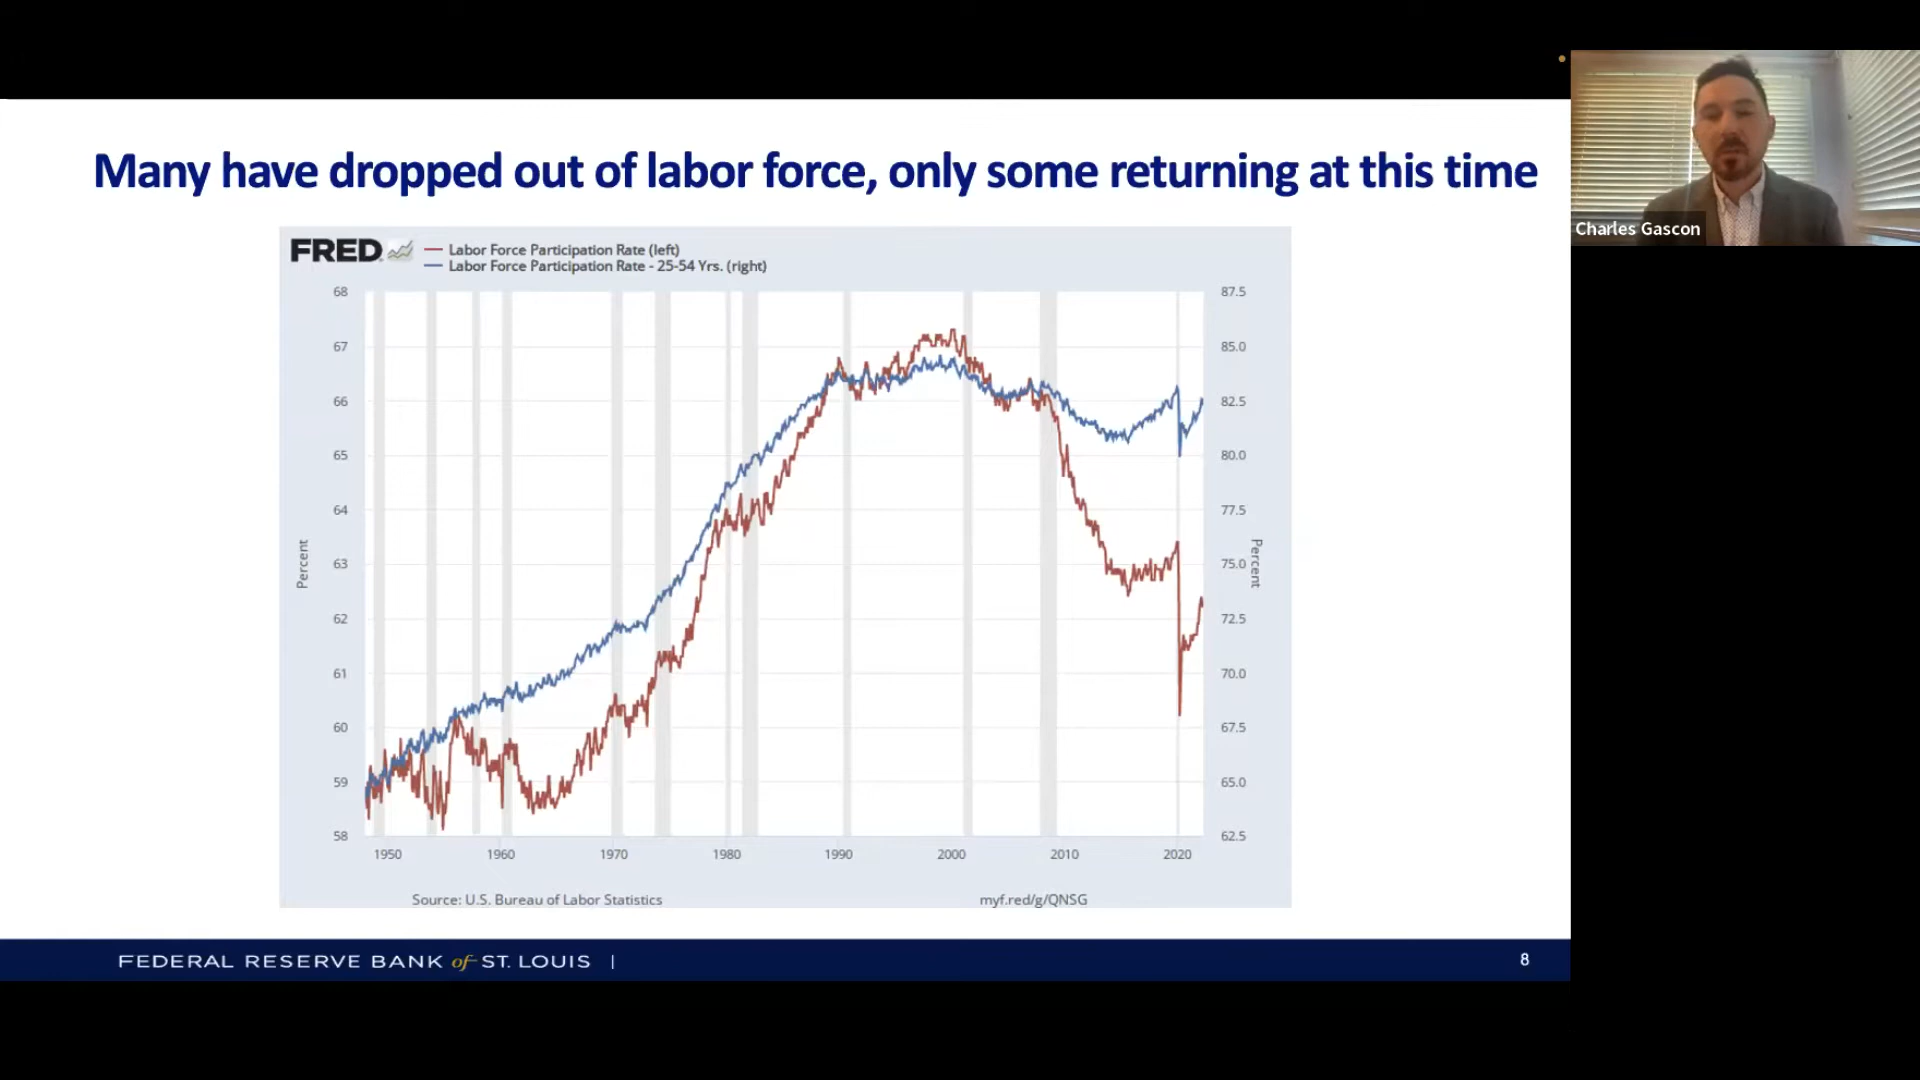 Many have dropped out of labor force, only some returning at this time
Charles Gascon
FRED
Labor Force Participation Rate (left)
Labor Force Participation Rate - 25-54 Yrs. (right)
68
67
66
65
64
63
62
61
60
59
58
Percent
87.5
85.0
82.5
80.0
77.5
75.0
72.5
70.0
67.5
65.0
62.5
Percent
1950 1960 1970 1980 1990 2000 2010 2020
Source: U.S. Bureau of Labor Statistics myf.red/g/QNSG
FEDERAL RESERVE BANK of ST. LOUIS | 8